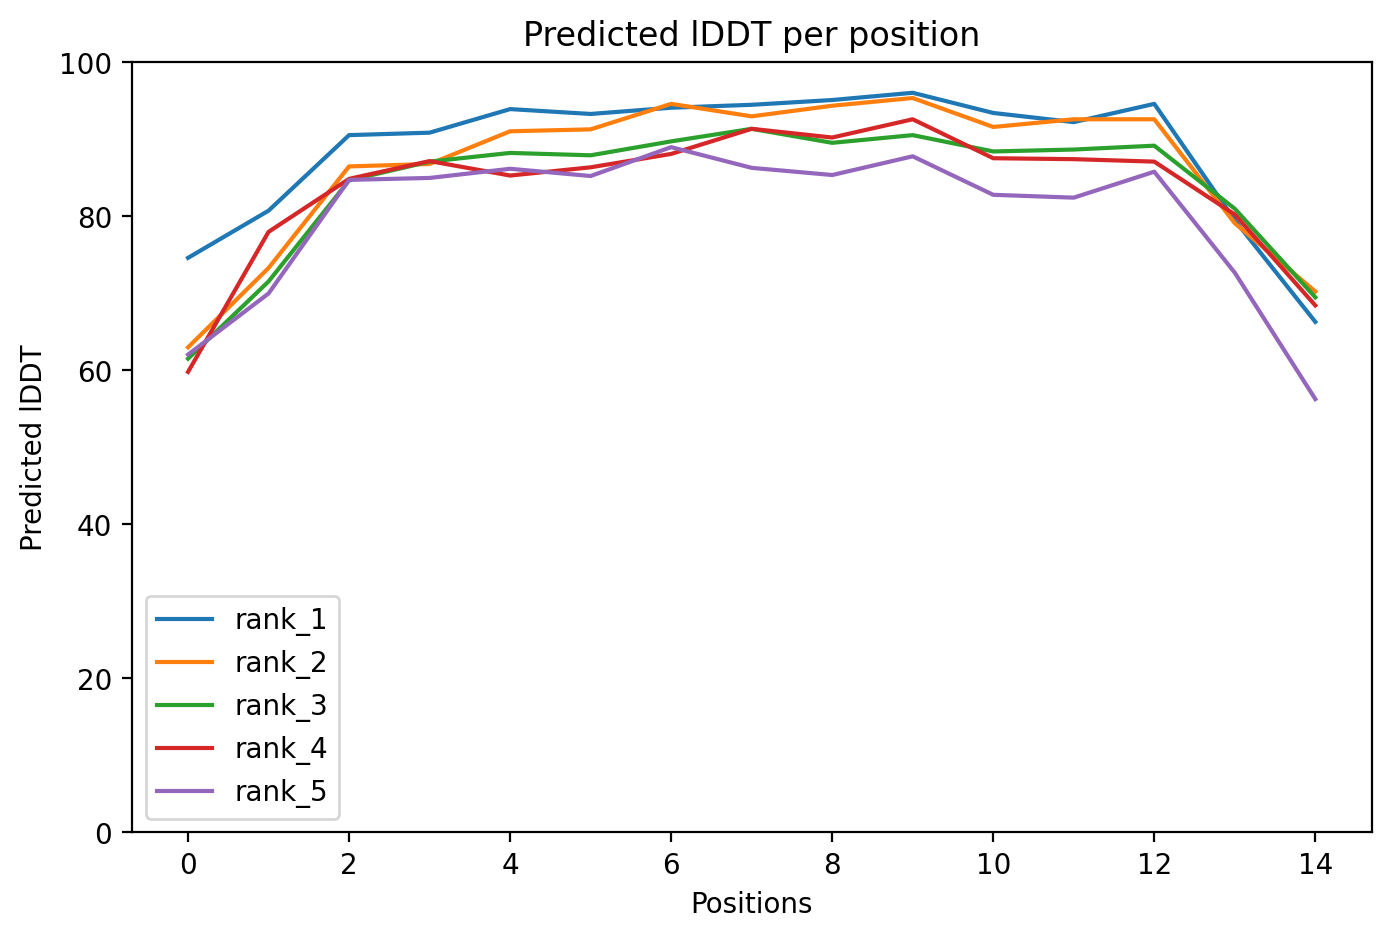 Predicted lDDT per position
100
80
60
40
20
0
Predicted lDDT
rank_1
rank_2
rank_3
rank_4
rank_5
0 2 4 6 8 10 12 14
Positions